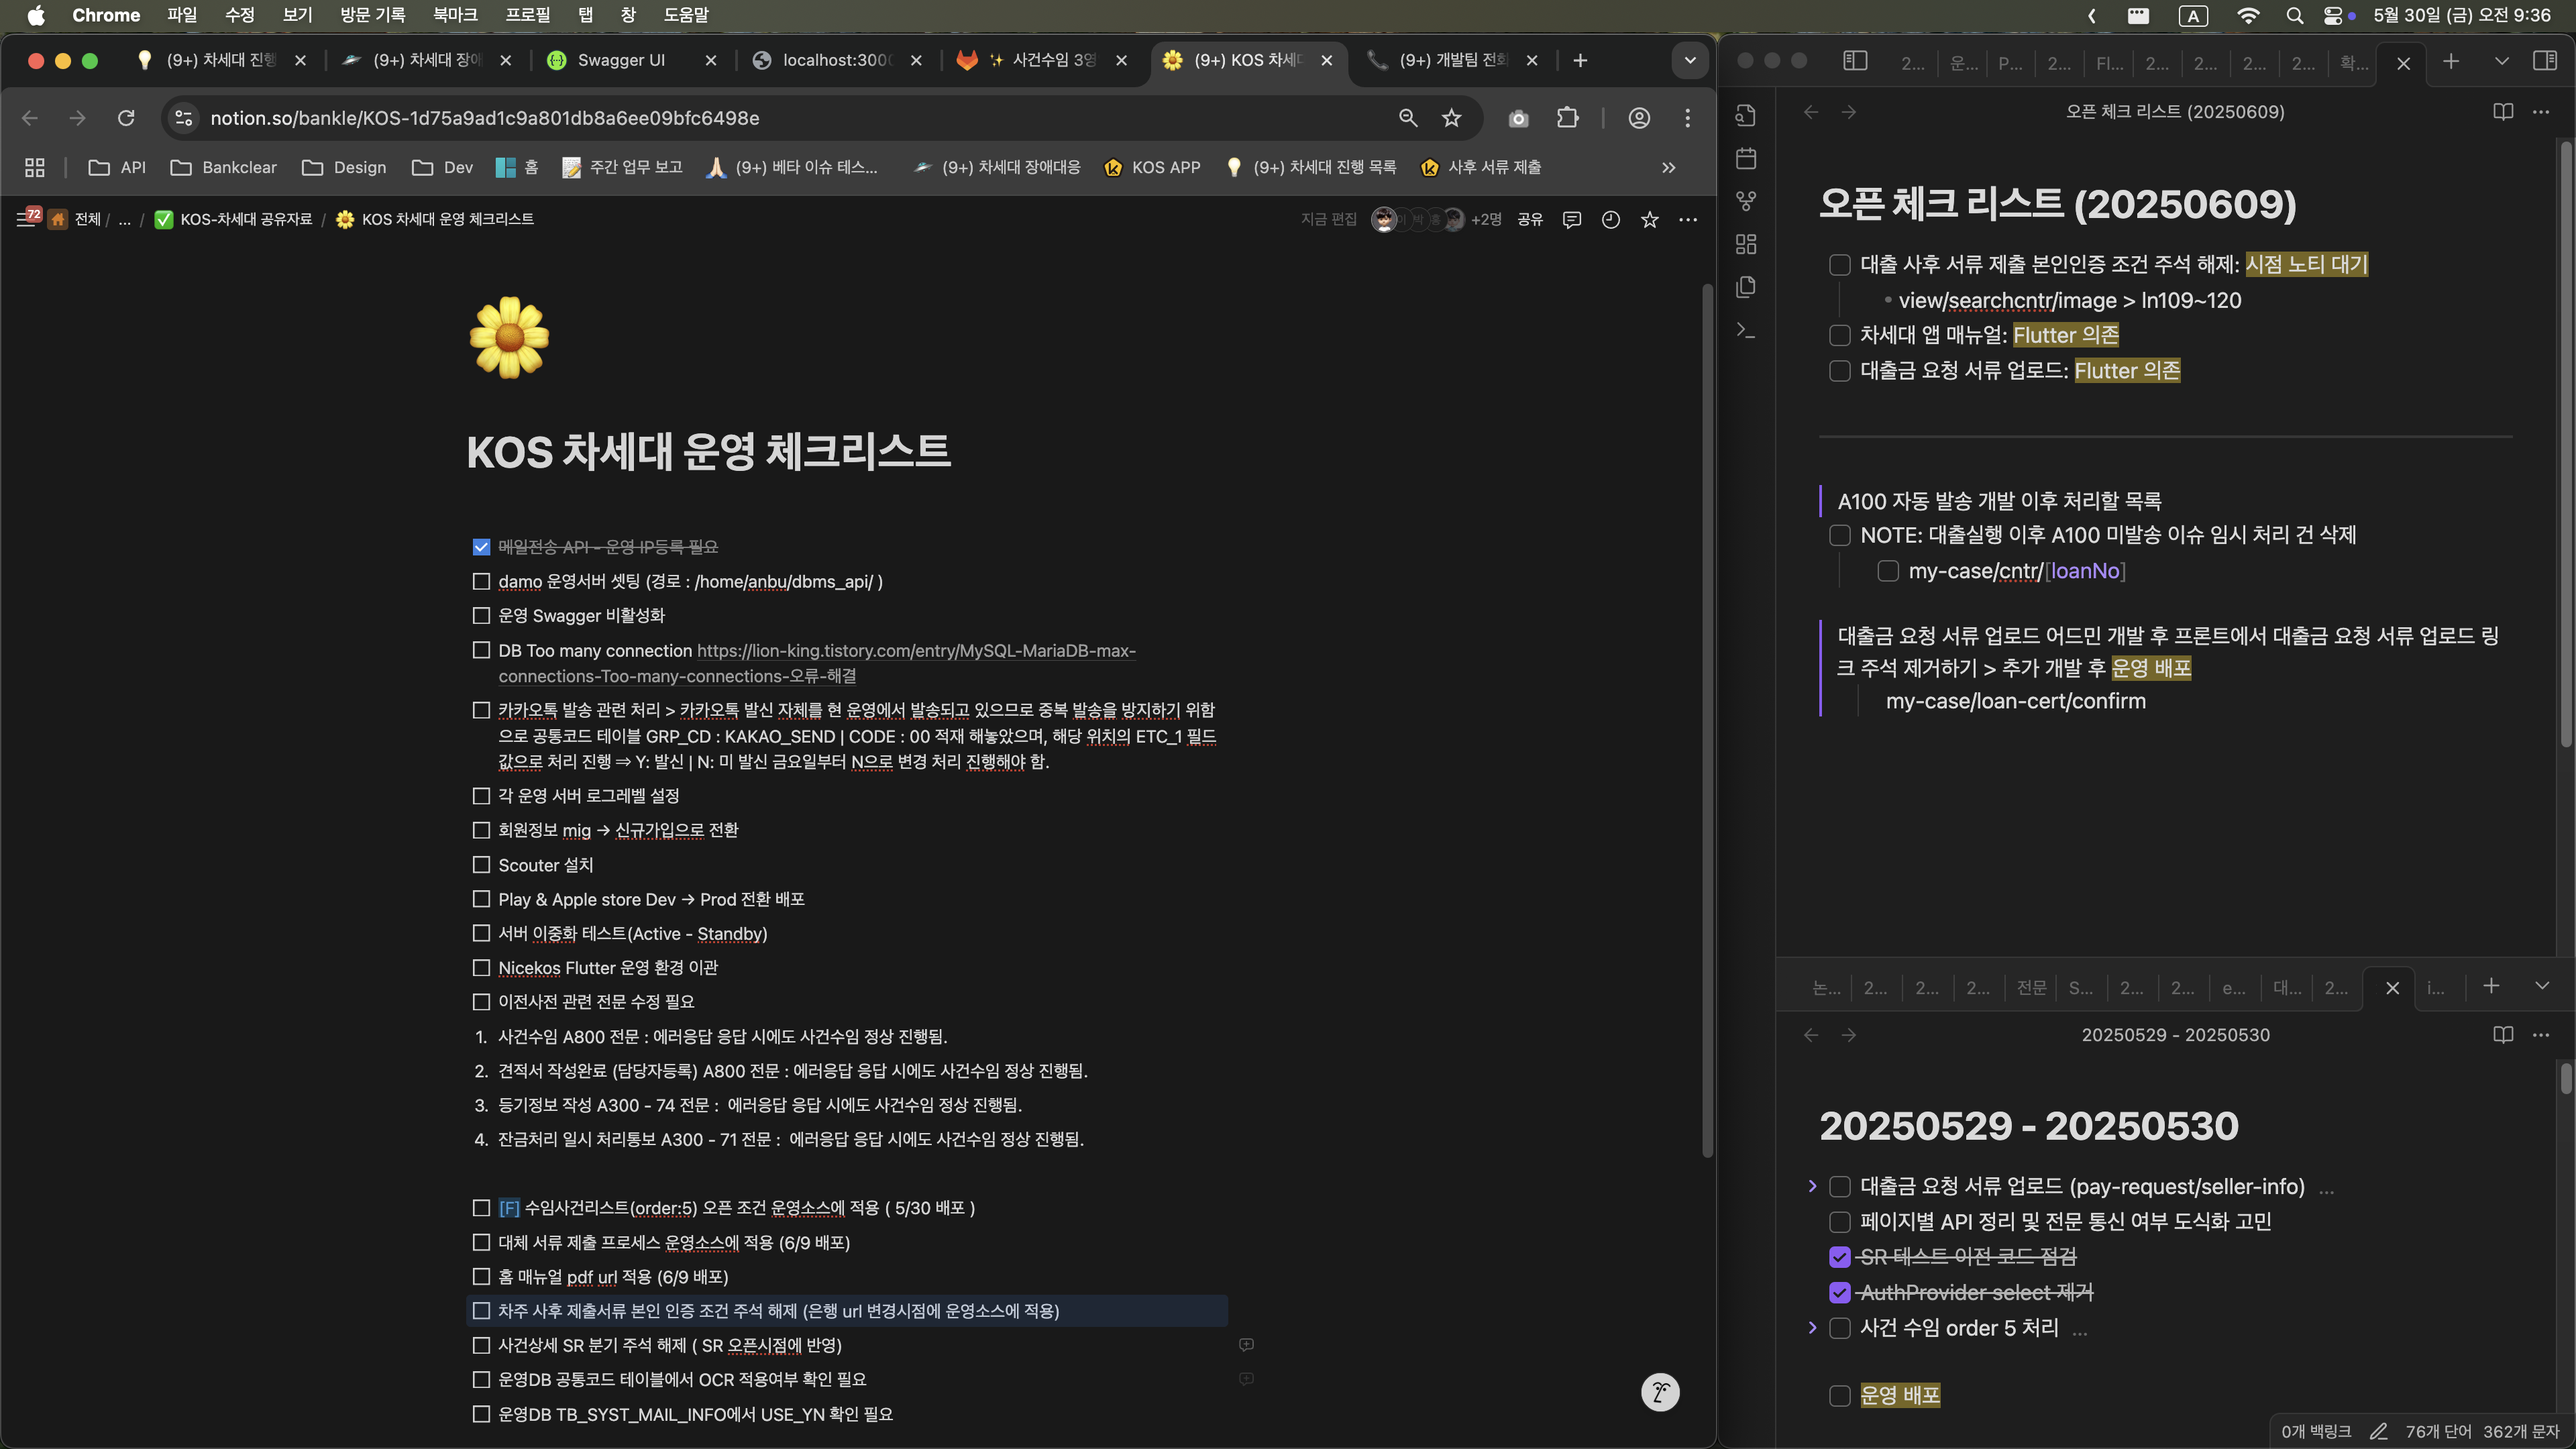 Chrome 파일 수정 보기 방문 기록 북마크 프로필 탭 창 도움말
A 5월 30일 (금) 오전 9:36
(9+) 차세대 진행 (9+) 차세대 장애 Swagger UI localhost:3000 사건수임 3영 (9+) KOS 차세대 (9+) 개발팀 전화
notion.so/bankle/KOS-1d75a9ad1c9a801db8a6ee09bfc6498e
API Bankclear Design Dev 홈 주간 업무 보고 (9+) 베타 이슈 테스... (9+) 차세대 장애대응 KOS APP (9+) 차세대 진행 목록 사후 서류 제출
72 전체 / ... / KOS-차세대 공유자료 / KOS 차세대 운영 체크리스트
지금 편집 이 박 홍 +2명 공유
KOS 차세대 운영 체크리스트
메일전송 API - 운영 IP등록 필요
damo 운영서버 셋팅 (경로 : /home/anbu/dbms_api/ )
운영 Swagger 비활성화
DB Too many connection https://lion-king.tistory.com/entry/MySQL-MariaDB-max-
connections-Too-many-connections-오류-해결
카카오톡 발송 관련 처리 > 카카오톡 발신 자체를 현 운영에서 발송되고 있으므로 중복 발송을 방지하기 위함
으로 공통코드 테이블 GRP_CD : KAKAO_SEND | CODE : 00 적재 해놓았으며, 해당 위치의 ETC_1 필드
값으로 처리 진행 ⇒ Y: 발신 | N: 미 발신 금요일부터 N으로 변경 처리 진행해야 함.
각 운영 서버 로그레벨 설정
회원정보 mig → 신규가입으로 전환
Scouter 설치
Play & Apple store Dev → Prod 전환 배포
서버 이중화 테스트(Active - Standby)
Nicekos Flutter 운영 환경 이관
이전사전 관련 전문 수정 필요
1. 사건수임 A800 전문 : 에러응답 응답 시에도 사건수임 정상 진행됨.
2. 견적서 작성완료 (담당자등록) A800 전문 : 에러응답 응답 시에도 사건수임 정상 진행됨.
3. 등기정보 작성 A300 - 74 전문 : 에러응답 응답 시에도 사건수임 정상 진행됨.
4. 잔금처리 일시 처리통보 A300 - 71 전문 : 에러응답 응답 시에도 사건수임 정상 진행됨.
[F] 수임사건리스트(order:5) 오픈 조건 운영소스에 적용 ( 5/30 배포 )
대체 서류 제출 프로세스 운영소스에 적용 (6/9 배포)
홈 매뉴얼 pdf url 적용 (6/9 배포)
차주 사후 제출서류 본인 인증 조건 주석 해제 (은행 url 변경시점에 운영소스에 적용)
사건상세 SR 분기 주석 해제 ( SR 오픈시점에 반영)
운영DB 공통코드 테이블에서 OCR 적용여부 확인 필요
운영DB TB_SYST_MAIL_INFO에서 USE_YN 확인 필요
2... 운... P... 2... Fl... 2... 2... 2... 2... 확...
오픈 체크 리스트 (20250609)
오픈 체크 리스트 (20250609)
대출 사후 서류 제출 본인인증 조건 주석 해제: 시점 노티 대기
• view/searchcntr/image > ln109~120
차세대 앱 매뉴얼: Flutter 의존
대출금 요청 서류 업로드: Flutter 의존
A100 자동 발송 개발 이후 처리할 목록
NOTE: 대출실행 이후 A100 미발송 이슈 임시 처리 건 삭제
my-case/cntr/[loanNo]
대출금 요청 서류 업로드 어드민 개발 후 프론트에서 대출금 요청 서류 업로드 링
크 주석 제거하기 > 추가 개발 후 운영 배포
my-case/loan-cert/confirm
논... 2... 2... 2... 전문 S... 2... 2... e... 대... 2... i...
20250529 - 20250530
20250529 - 20250530
대출금 요청 서류 업로드 (pay-request/seller-info) ...
페이지별 API 정리 및 전문 통신 여부 도식화 고민
SR 테스트 이전 코드 점검
AuthProvider select 제거
사건 수임 order 5 처리 ...
운영 배포
0개 백링크 76개 단어 362개 문자